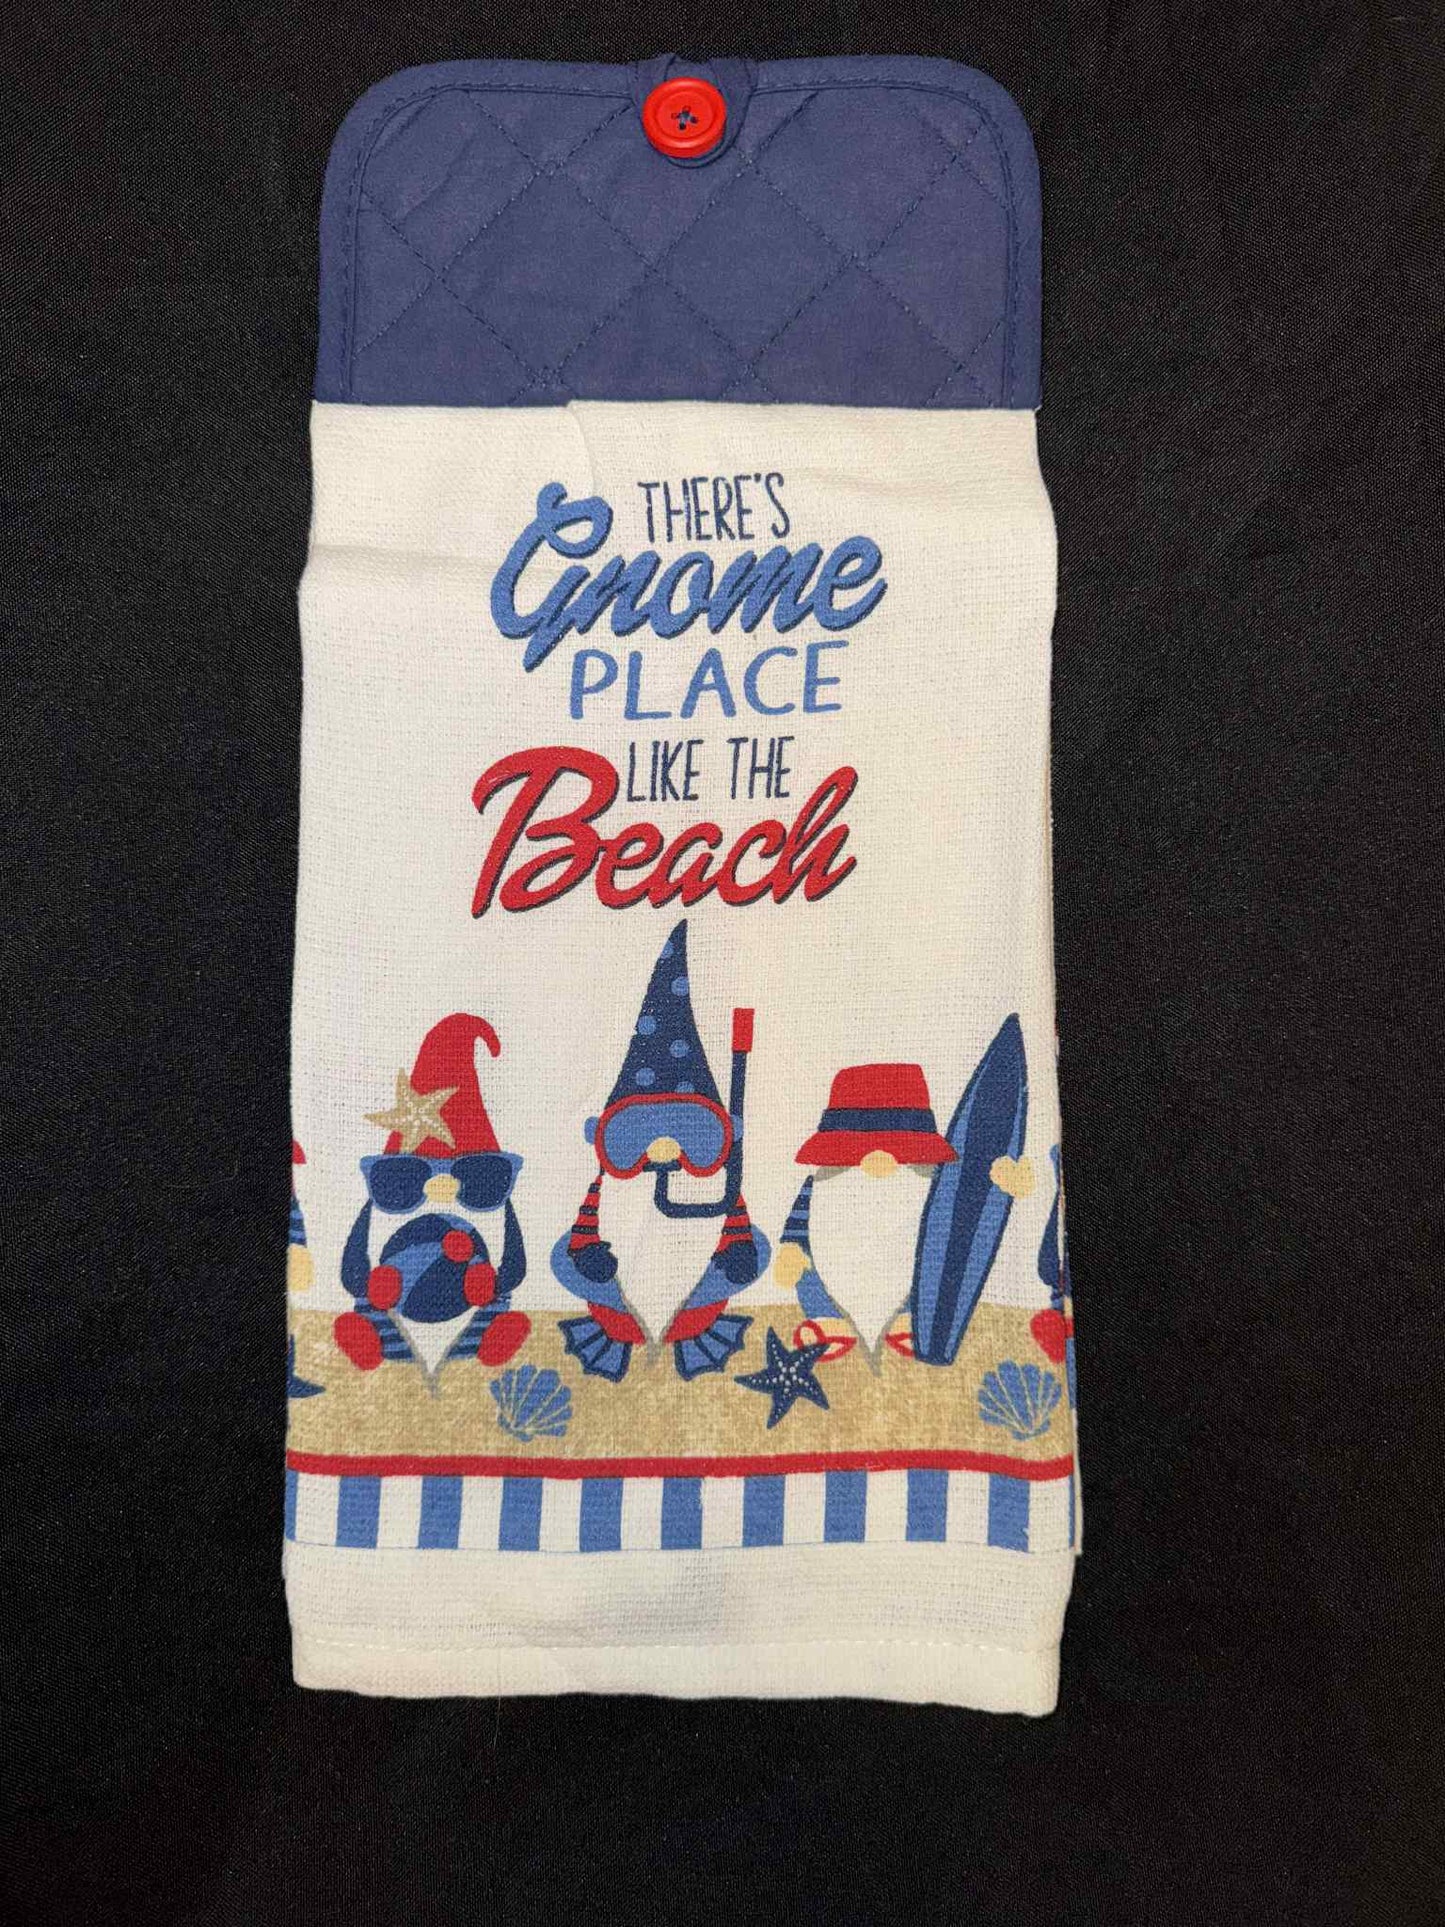 THERE'S
Gnome
PLACE
LIKE THE
Beach